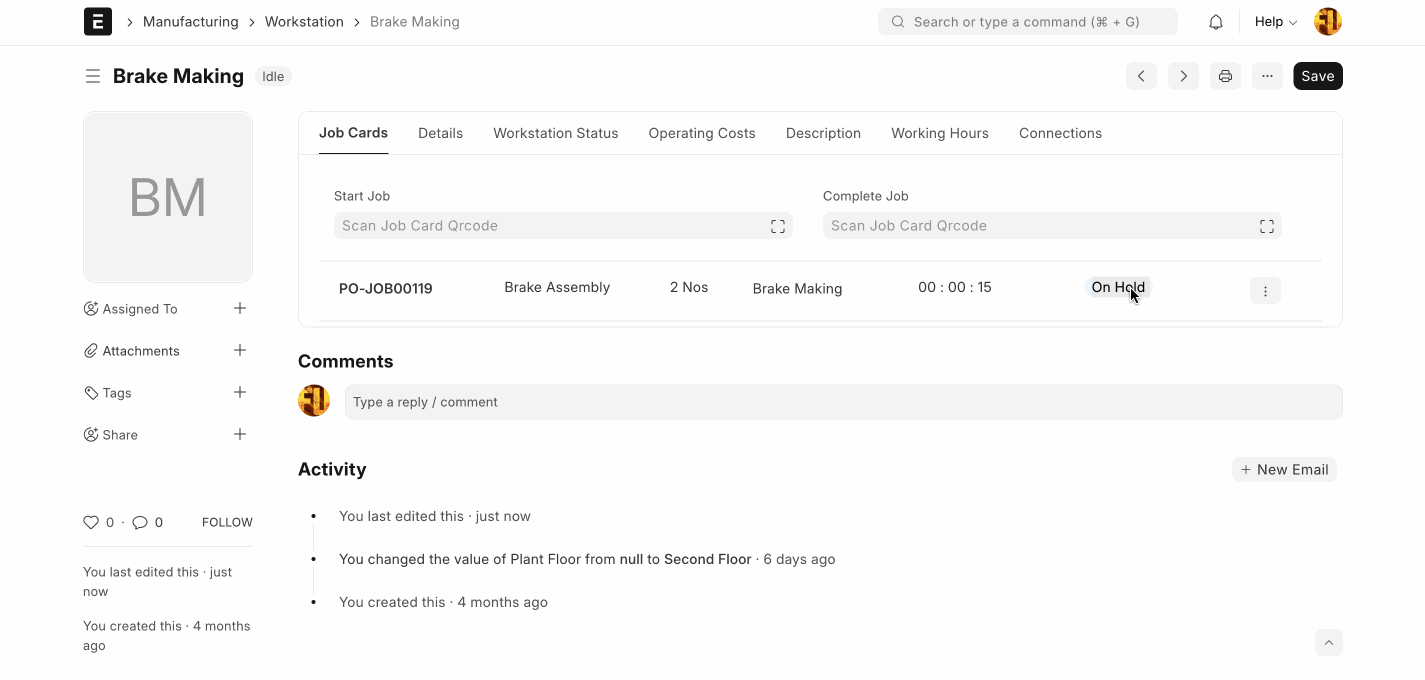 Manufacturing Workstation Brake Making
Search or type a command (⌘ + G)
Help
Brake Making Idle
Save
BM
Job Cards Details Workstation Status Operating Costs Description Working Hours Connections
Start Job Complete Job
Scan Job Card Qrcode Scan Job Card Qrcode
PO-JOB00119 Brake Assembly 2 Nos Brake Making 00 : 00 : 15 On Hold
Assigned To
Attachments
Tags
Share
0 · 0 FOLLOW
You last edited this · just
now
You created this · 4 months
ago
Comments
Type a reply / comment
Activity
+ New Email
You last edited this · just now
You changed the value of Plant Floor from null to Second Floor · 6 days ago
You created this · 4 months ago